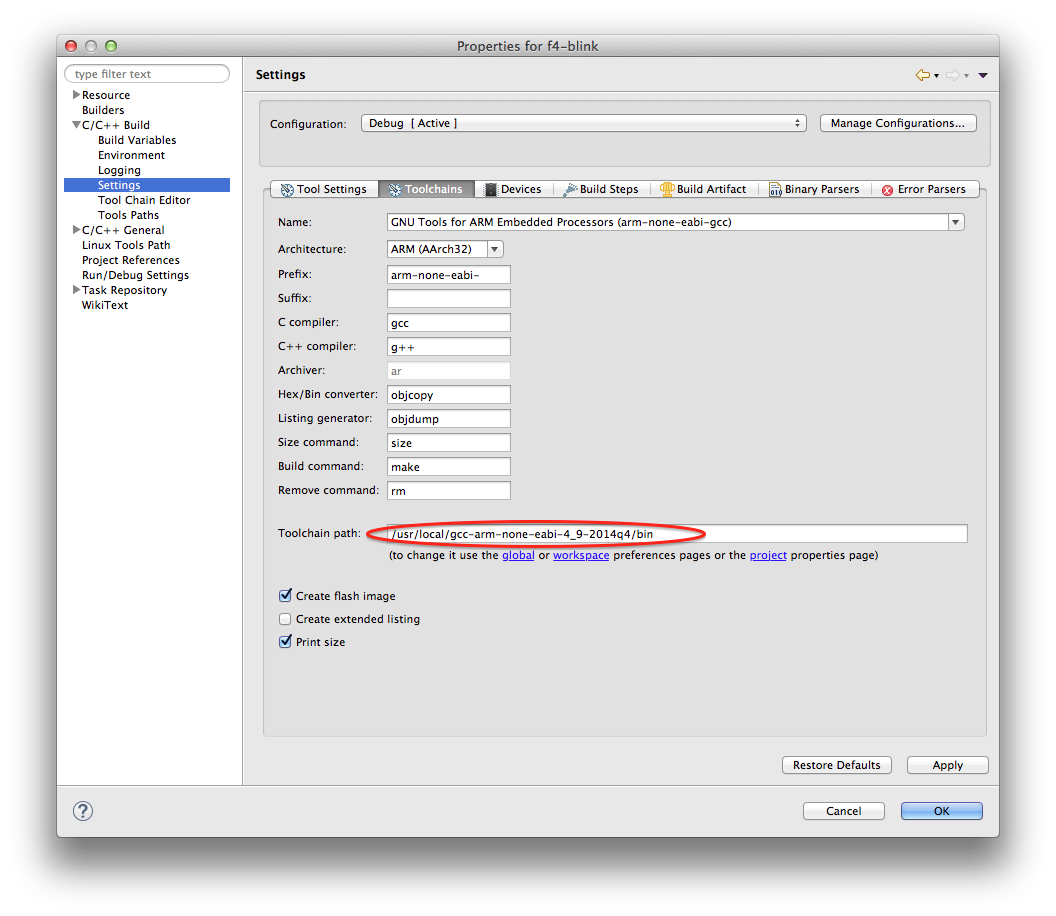 Properties for f4-blink
type filter text
Resource
Builders
C/C++ Build
Build Variables
Environment
Logging
Settings
Tool Chain Editor
Tools Paths
C/C++ General
Linux Tools Path
Project References
Run/Debug Settings
Task Repository
WikiText
Settings
Configuration: Debug [ Active ] Manage Configurations...
Tool Settings Toolchains Devices Build Steps Build Artifact Binary Parsers Error Parsers
Name: GNU Tools for ARM Embedded Processors (arm-none-eabi-gcc)
Architecture: ARM (AArch32)
Prefix: arm-none-eabi-
Suffix:
C compiler: gcc
C++ compiler: g++
Archiver: ar
Hex/Bin converter: objcopy
Listing generator: objdump
Size command: size
Build command: make
Remove command: rm
Toolchain path: /usr/local/gcc-arm-none-eabi-4_9-2014q4/bin
(to change it use the global or workspace preferences pages or the project properties page)
Create flash image
Create extended listing
Print size
Restore Defaults Apply
? Cancel OK